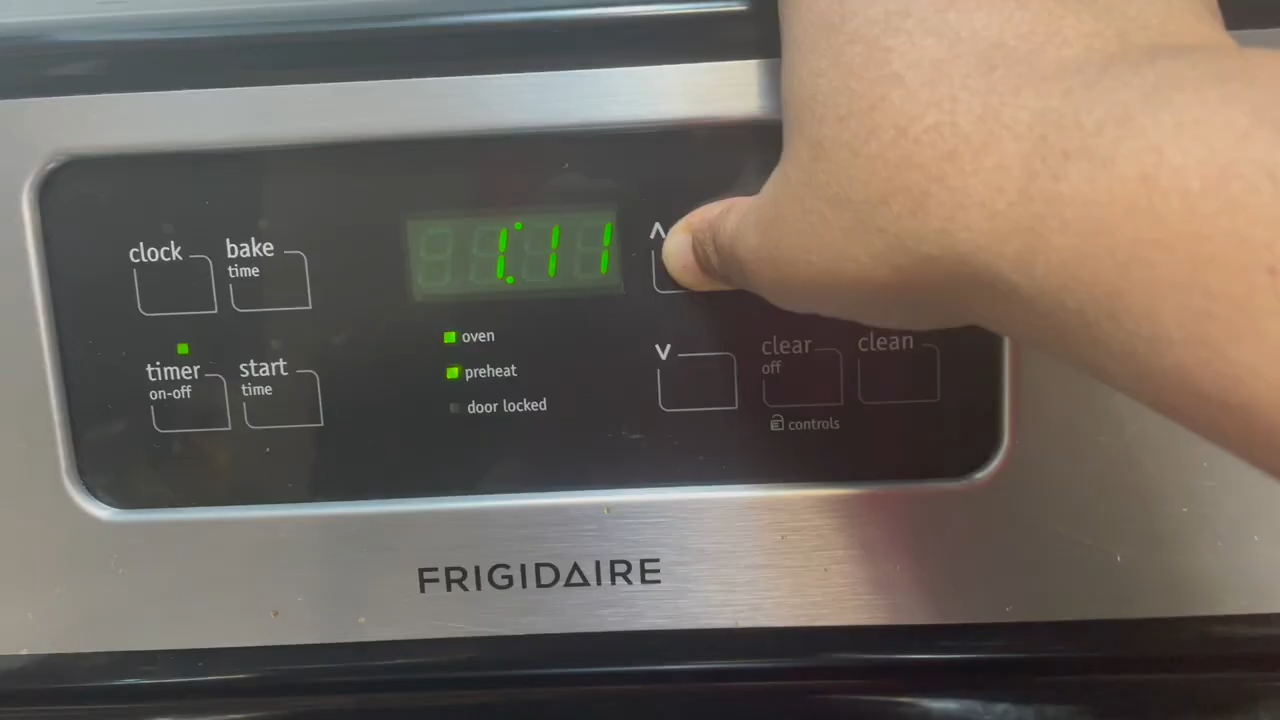 clock
bake
time
1:11
^
oven
preheat
door locked
timer
on-off
start
time
v
clear
off
clean
controls
FRIGIDAIRE